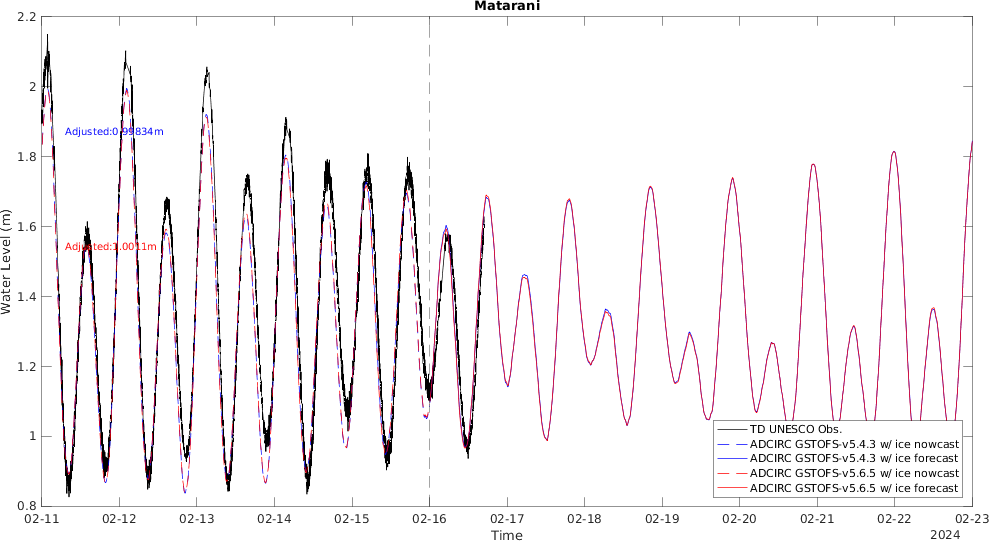 Matarani
Water Level (m)
2.2
2
1.8
1.6
1.4
1.2
1
0.8
Adjusted:0.99834m
Adjusted:1.0011m
TD UNESCO Obs.
ADCIRC GSTOFS-v5.4.3 w/ ice nowcast
ADCIRC GSTOFS-v5.4.3 w/ ice forecast
ADCIRC GSTOFS-v5.6.5 w/ ice nowcast
ADCIRC GSTOFS-v5.6.5 w/ ice forecast
02-11 02-12 02-13 02-14 02-15 02-16 02-17 02-18 02-19 02-20 02-21 02-22 02-23
Time
2024